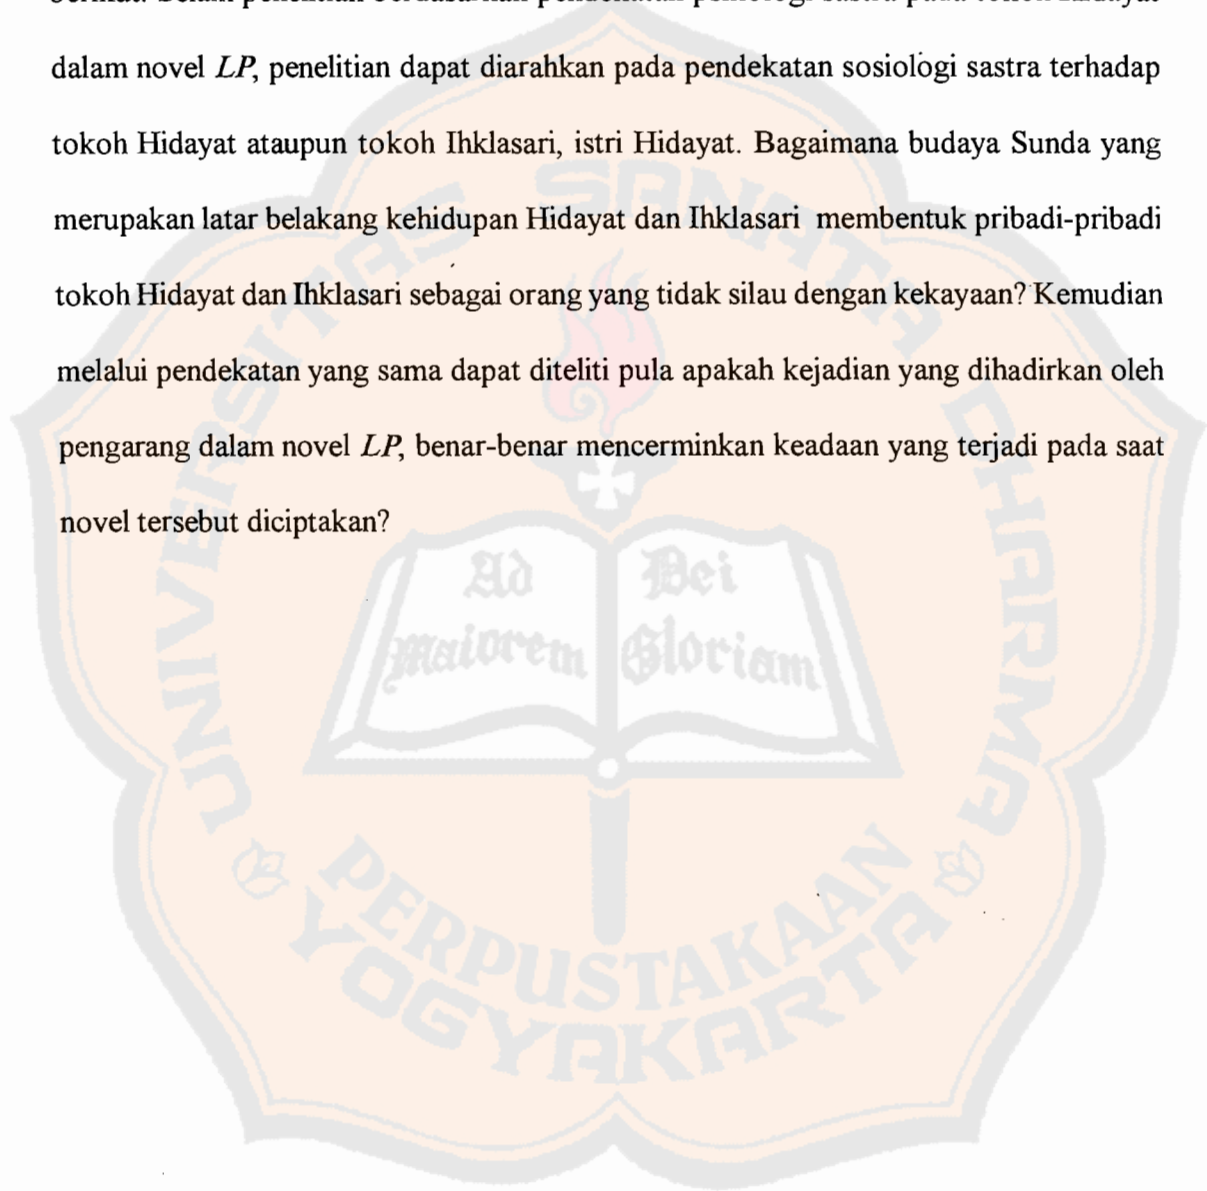 dalam novel LP, penelitian dapat diarahkan pada pendekatan sosiologi sastra terhadap
tokoh Hidayat ataupun tokoh Ihklasari, istri Hidayat. Bagaimana budaya Sunda yang
merupakan latar belakang kehidupan Hidayat dan Ihklasari membentuk pribadi-pribadi
tokoh Hidayat dan Ihklasari sebagai orang yang tidak silau dengan kekayaan? Kemudian
melalui pendekatan yang sama dapat diteliti pula apakah kejadian yang dihadirkan oleh
pengarang dalam novel LP, benar-benar mencerminkan keadaan yang terjadi pada saat
novel tersebut diciptakan?
UNIVERSITAS SANATA DHARMA
Ad Dei
Maiorem Gloriam
PERPUSTAKAAN
YOGYAKARTA